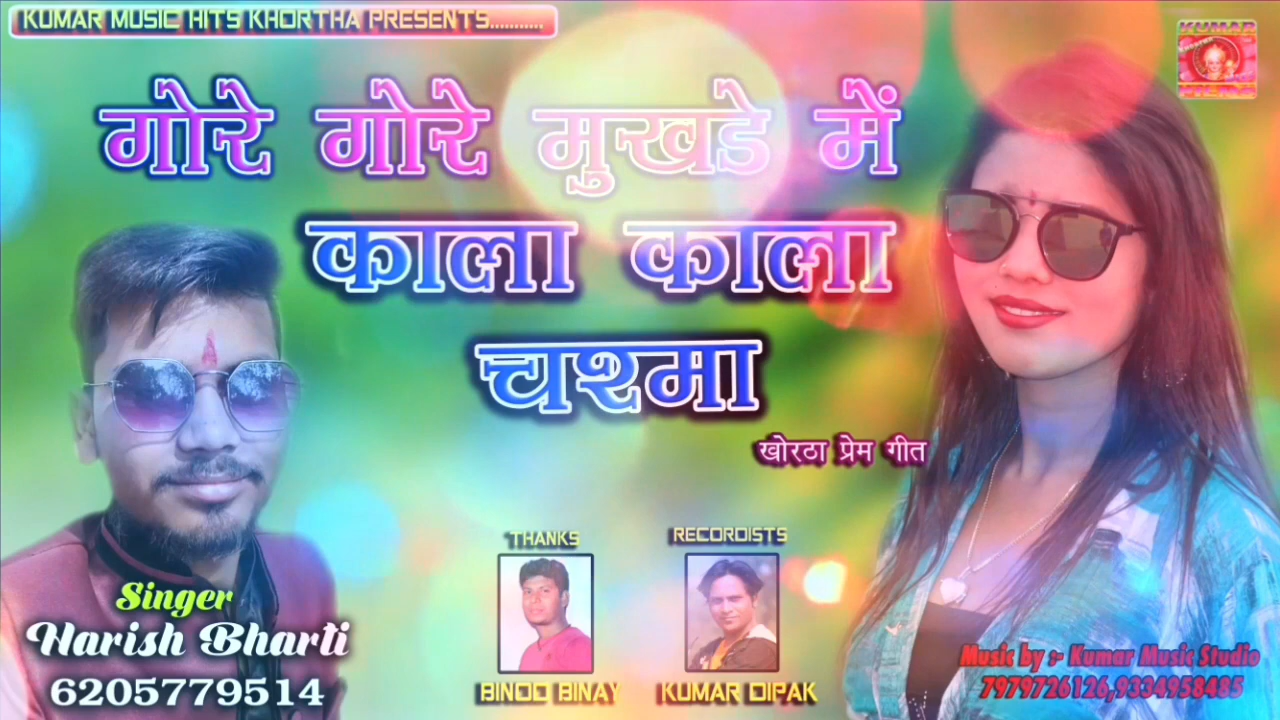 KUMAR MUSIC HITS KHORTHA PRESENTS...........
KUMAR
गोरे गोरे मुखडे में
काला काला
चश्मा
खोरठा प्रेम गीत
"THANKS
RECORDISTS
BINOD BINAY
KUMAR DIPAK
Singer
Harish Bharti
6205779514
Music by :- Kumar Music Studio
7979726126,9334958485